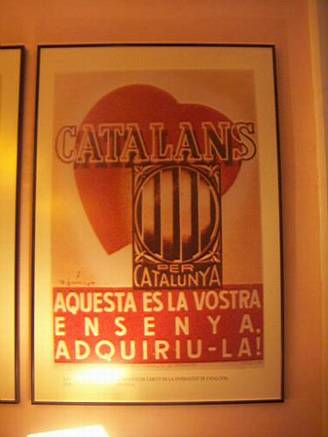 CATALANS
PER
CATALUNYA
AQUESTA ES LA VOSTRA
ENSENYA.
ADQUIRIU-LA!